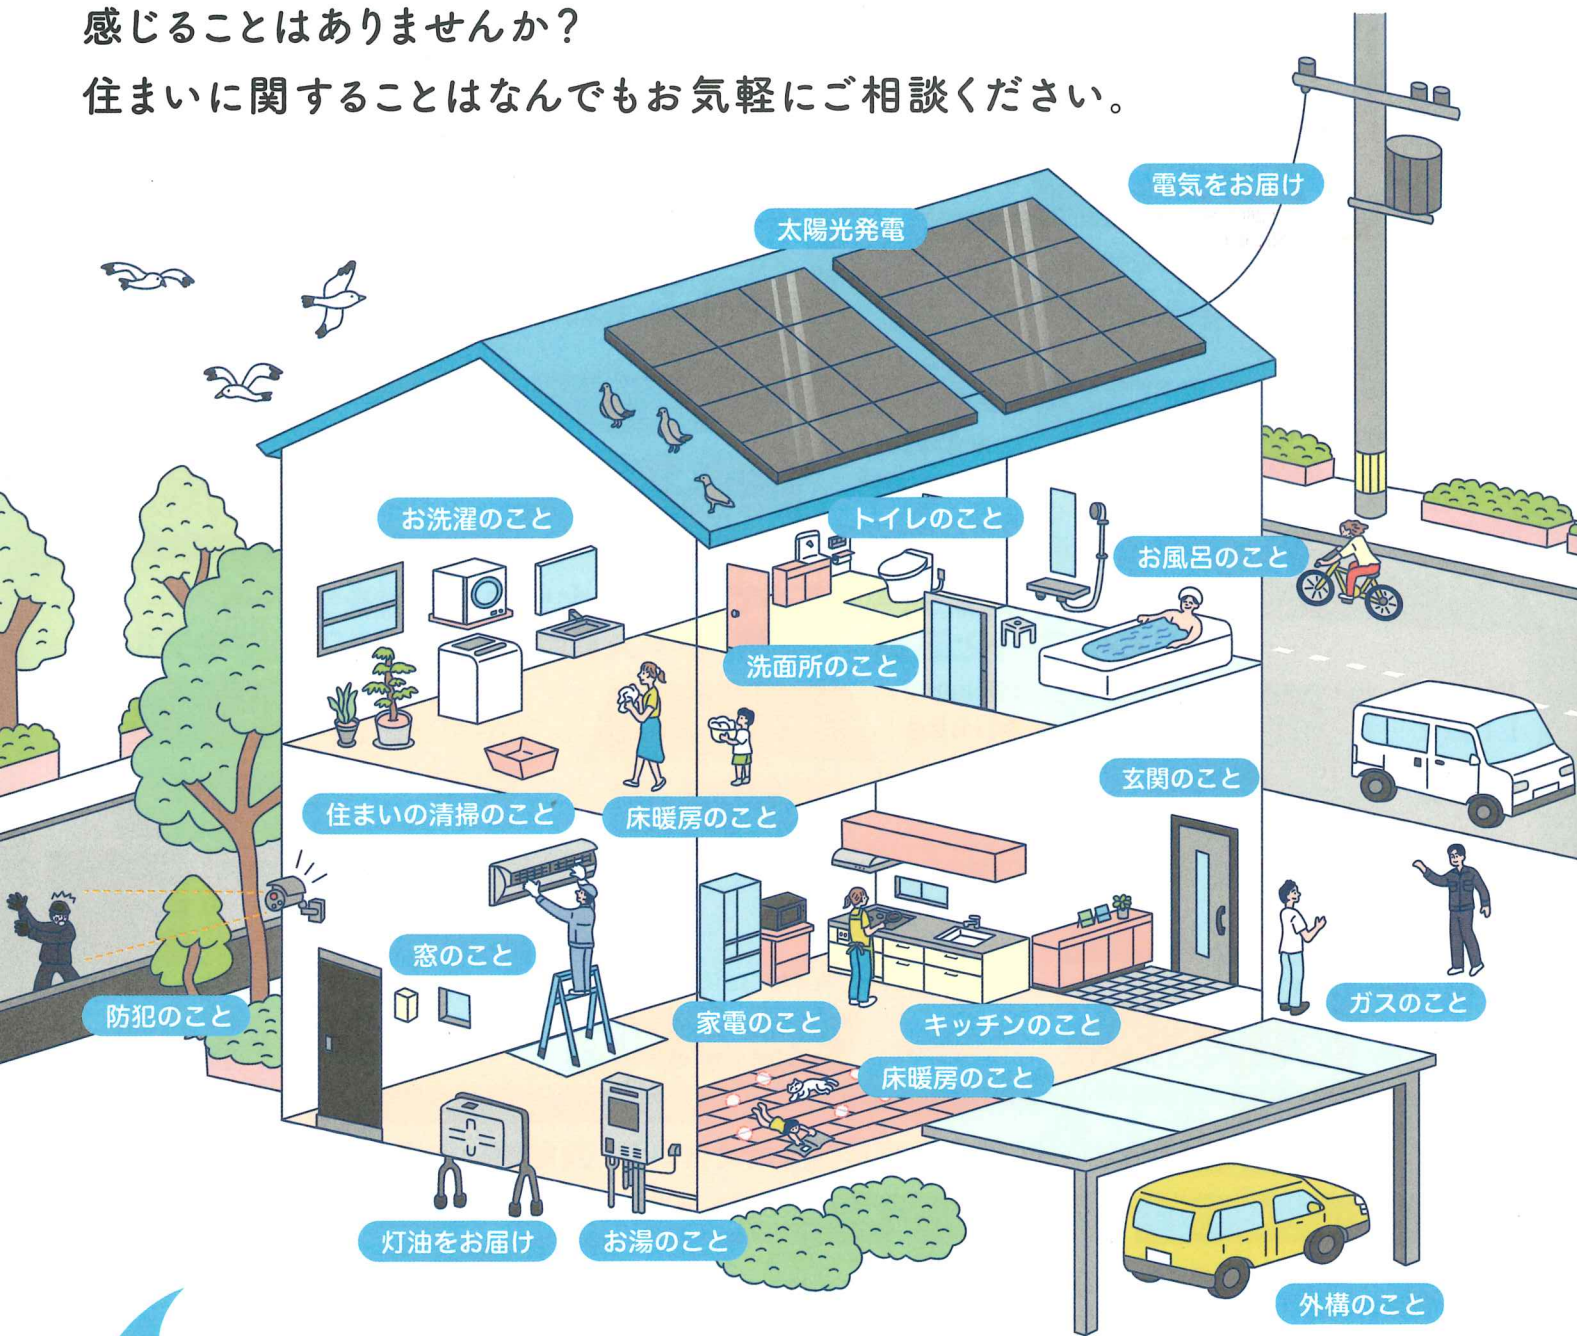 感じることはありませんか？
住まいに関することはなんでもお気軽にご相談ください。
電気をお届け
太陽光発電
お洗濯のこと
トイレのこと
お風呂のこと
洗面所のこと
玄関のこと
住まいの清掃のこと
床暖房のこと
窓のこと
防犯のこと
家電のこと
キッチンのこと
ガスのこと
床暖房のこと
灯油をお届け
お湯のこと
外構のこと